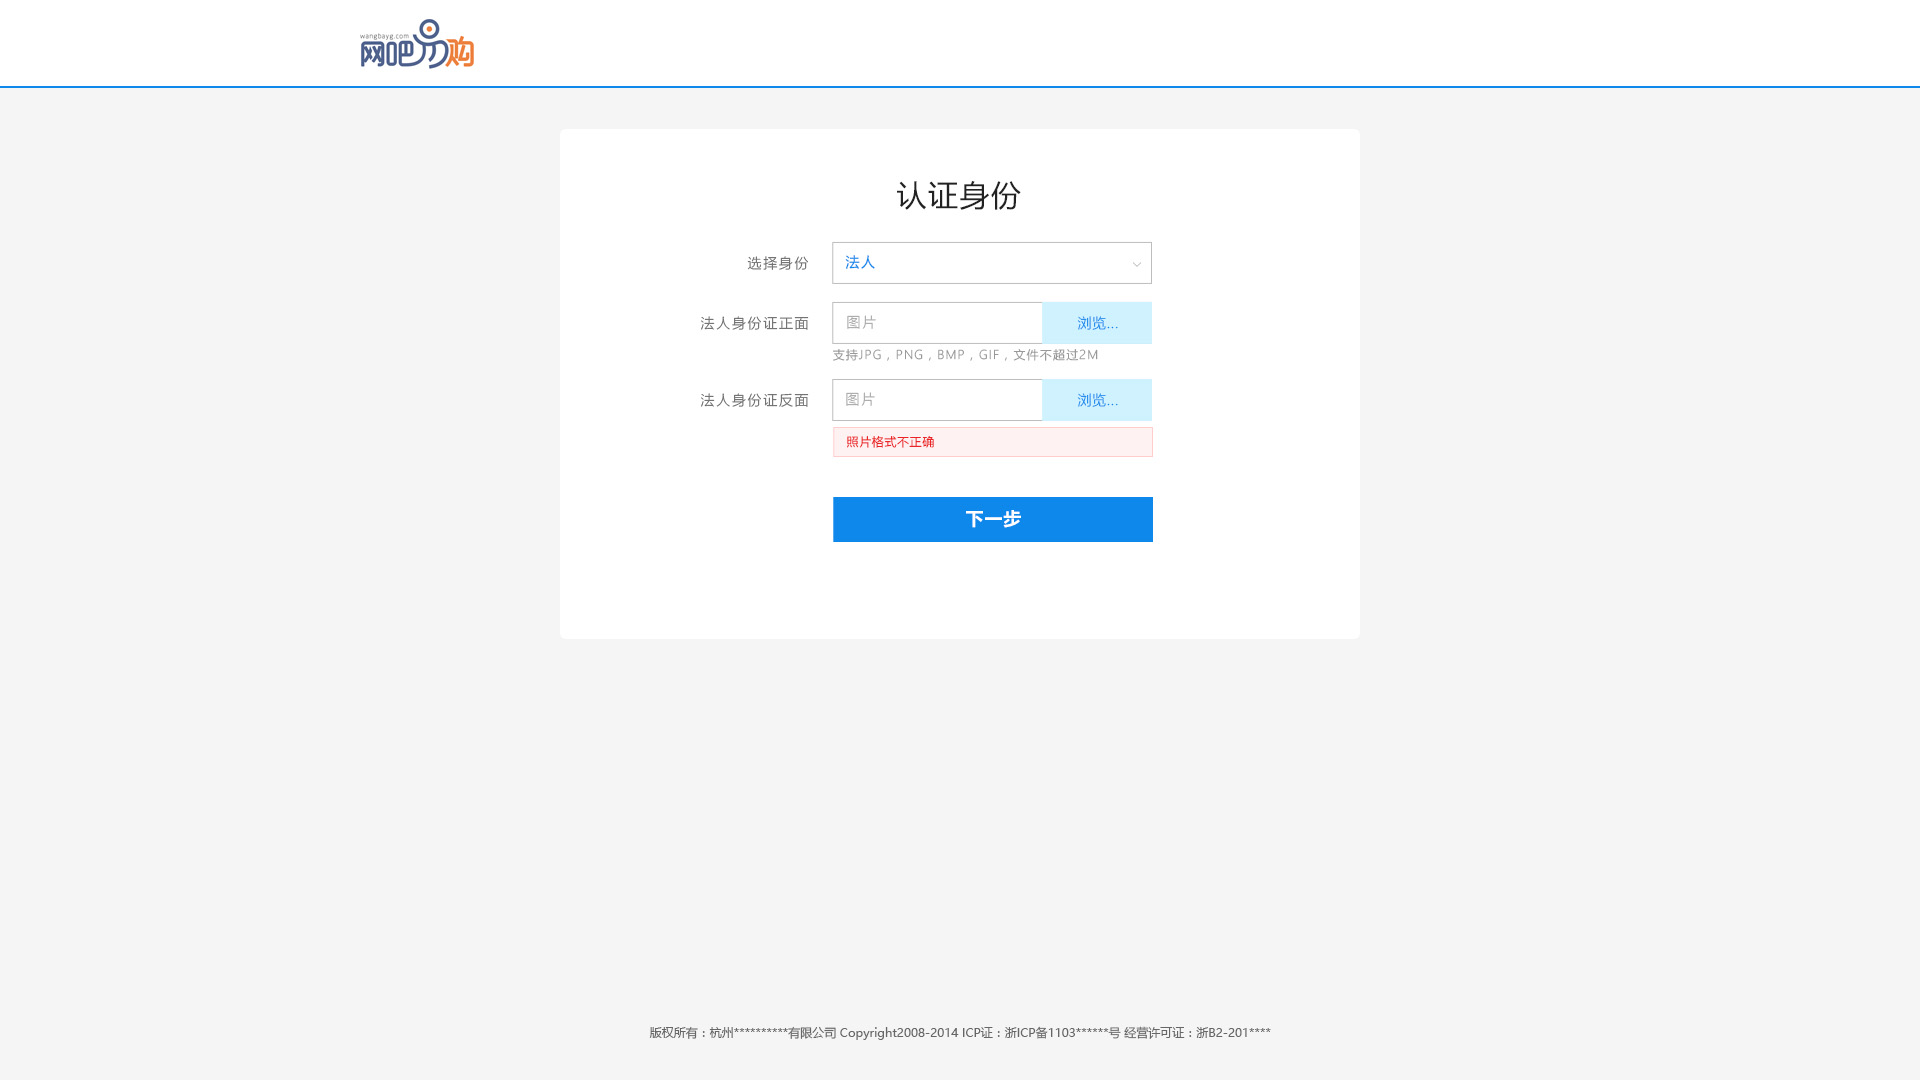 wangbayg.com
网吧易购
认证身份
选择身份 法人
法人身份证正面 图片 浏览...
支持JPG，PNG，BMP，GIF，文件不超过2M
法人身份证反面 图片 浏览...
照片格式不正确
下一步
版权所有：杭州**********有限公司 Copyright2008-2014 ICP证：浙ICP备1103******号 经营许可证：浙B2-201****